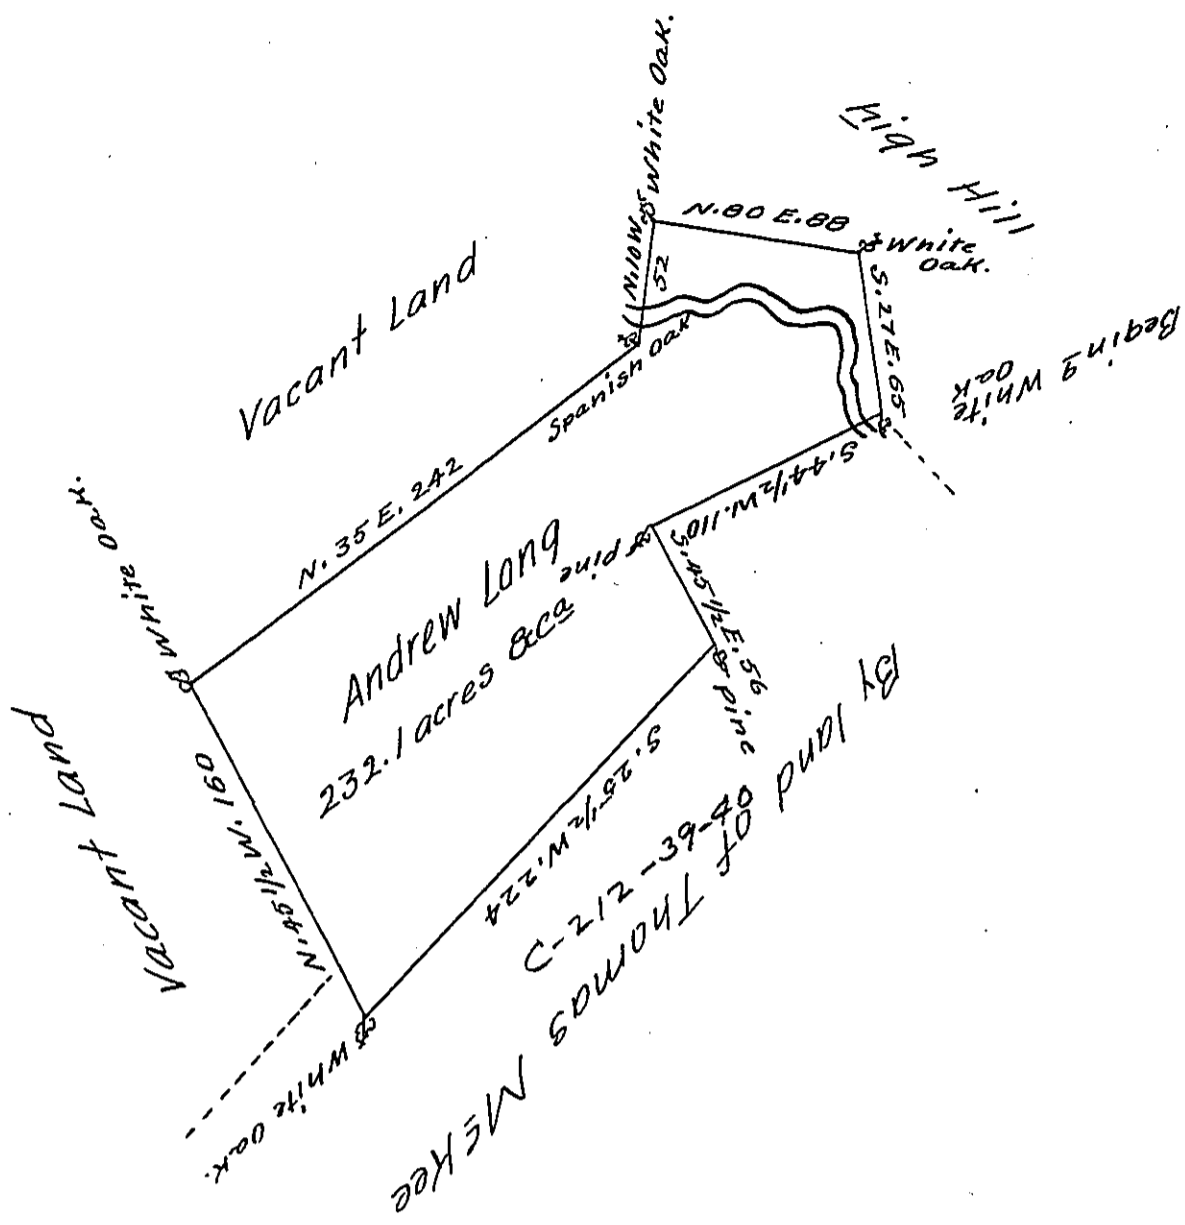 White Oak.
High Hill
N.80 E.88
White
Oak.
N.10W
52
S.27E.65
Begin'g White
Oak
Vacant Land
Spanish Oak
S.44½W.110
N. 35 E. 242
White Oak.
pine
S.45½E.56
pine
Andrew Long
232.1 acres &ca
Vacant Land
N.45½W.160
S.25½W.224
C-212-39-40
By land of Thomas McKee
White Oak.